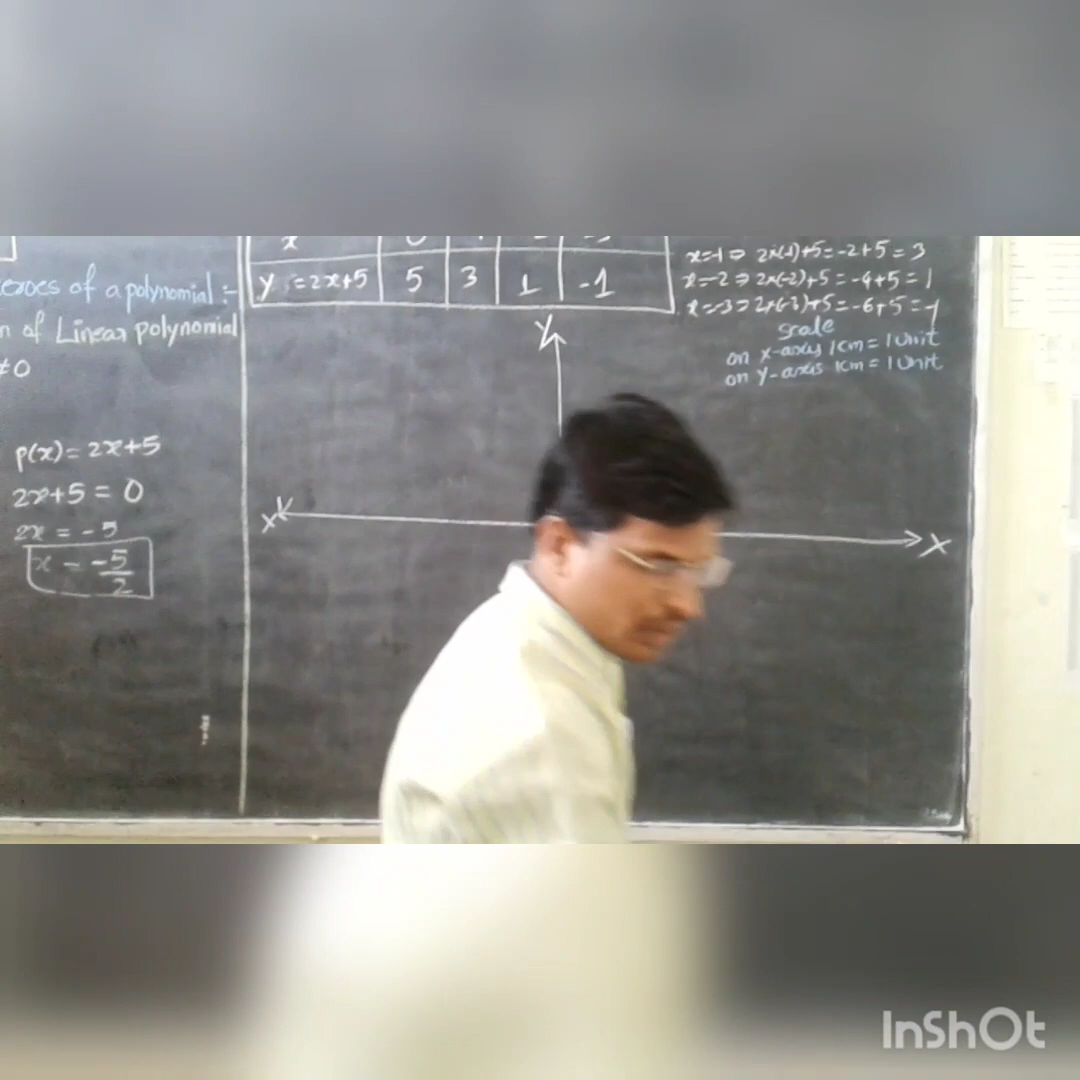 eroes of a polynomial :-
n of Linear polynomial
≠0
p(x) = 2x+5
2x+5 = 0
2x = -5
x = -5/2
x
y = 2x+5 5 3 1 -1
x=-1 ⇒ 2x(-1)+5=-2+5=3
x=-2 ⇒ 2x(-2)+5=-4+5=1
x=-3 ⇒ 2x(-3)+5=-6+5=-1
scale
on x-axis 1cm = 1 Unit
on y-axis 1cm = 1 Unit
Y
X
X
InShOt